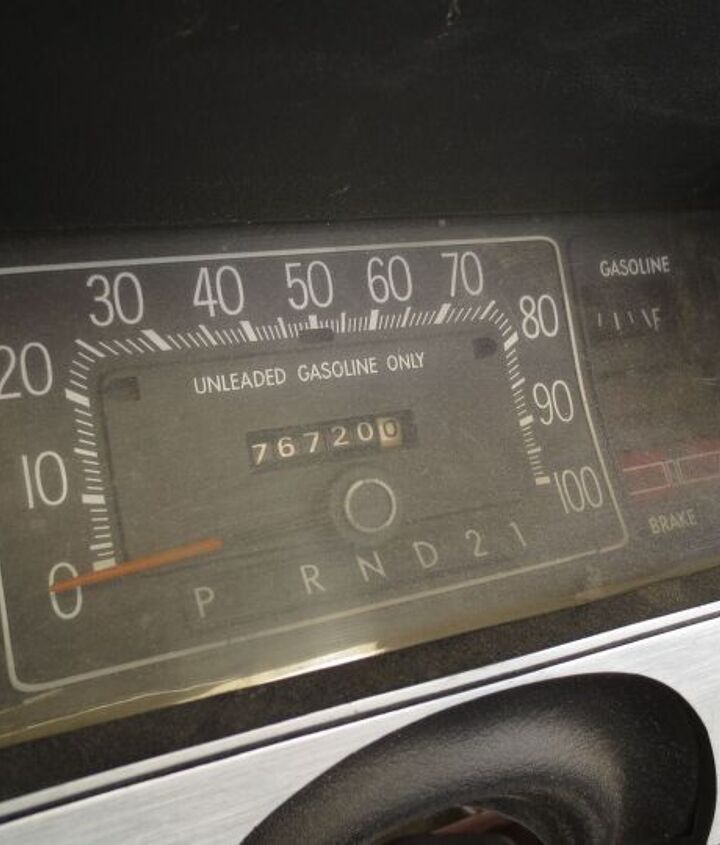 30 40 50 60 70
20 80
10 90
0 100
UNLEADED GASOLINE ONLY
767200
P R N D 2 1
GASOLINE
F
BRAKE